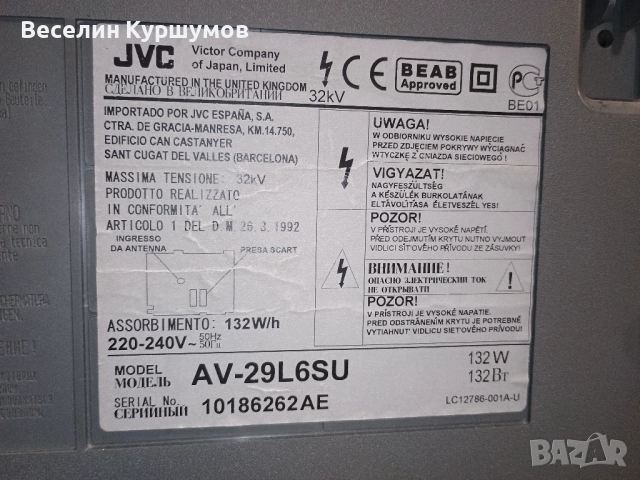 Веселин Куршумов
JVC
Victor Company
of Japan, Limited
MANUFACTURED IN THE UNITED KINGDOM
СДЕЛАНО В ВЕЛИКОБРИТАНИИ
32kV
CE
BEAB
Approved
BE01
IMPORTADO POR JVC ESPAÑA, S.A.
CTRA. DE GRACIA-MANRESA, KM.14.750,
EDIFICIO CAN CASTANYER
SANT CUGAT DEL VALLES (BARCELONA)
MASSIMA TENSIONE: 32kV
PRODOTTO REALIZZATO
IN CONFORMITA' ALL'
ARTICOLO 1 DEL D.M. 26.3.1992
INGRESSO
DA ANTENNA
PRESA SCART
ASSORBIMENTO: 132W/h
220-240V~ 50Hz
50Гц
UWAGA!
W ODBIORNIKU WYSOKIE NAPIECIE
PRZED ZDJECIEM POKRYWY WYCIAGNAĆ
WTYCZKE Z GNIAZDA SIECIOWEGO!
VIGYAZAT!
NAGYFESZÜLTSÉG
A KÉSZÜLÉK BURKOLATÁNAK
ELTÁVOLÍTÁSA ÉLETVESZÉL YES!
POZOR!
V PŘÍSTROJI JE VYSOKÉ NAPĚTÍ.
PŘED ODEJMUTÍM KRYTU NUTNO VYJMOUT
VIDLICI SÍŤOVÉHO PŘÍVODU ZE ZÁSUVKY!
ВНИМАНИЕ!
ОПАСНО ЭЛЕКТРИЧЕСКИЙ ТОК
НЕ ОТКРЫВАТЬ
POZOR!
V PRÍSTROJI JE VYSOKÉ NAPATIE.
PRED ODSTRÁNENÍM KRYTU JE POTREBNÉ
VYTIAHNUT' VIDLICU SIEŤOVÉHO PRÍVODU!
MODEL
МОДЕЛЬ
AV-29L6SU
132W
132Вт
SERIAL No.
СЕРИЙНЫЙ
10186262AE
LC12786-001A-U
BAZAR